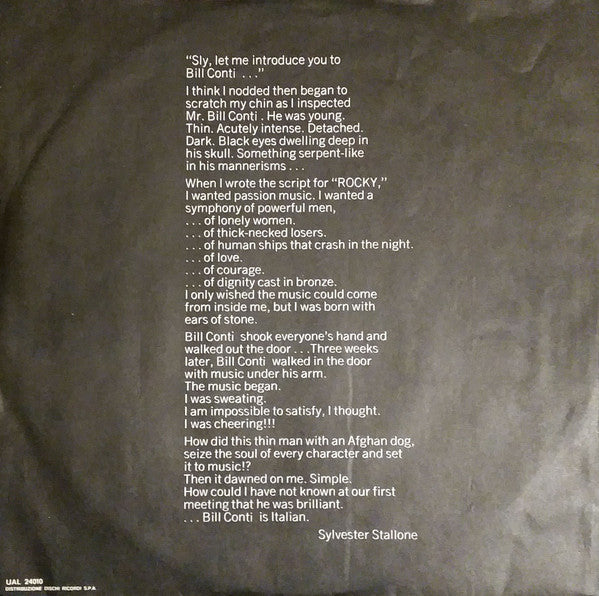 “Sly, let me introduce you to
Bill Conti ...”
I think I nodded then began to
scratch my chin as I inspected
Mr. Bill Conti . He was young.
Thin. Acutely intense. Detached.
Dark. Black eyes dwelling deep in
his skull. Something serpent-like
in his mannerisms ...
When I wrote the script for “ROCKY,”
I wanted passion music. I wanted a
symphony of powerful men,
... of lonely women.
... of thick-necked losers.
... of human ships that crash in the night.
... of love.
... of courage.
... of dignity cast in bronze.
I only wished the music could come
from inside me, but I was born with
ears of stone.
Bill Conti shook everyone's hand and
walked out the door ... Three weeks
later, Bill Conti walked in the door
with music under his arm.
The music began.
I was sweating.
I am impossible to satisfy, I thought.
I was cheering!!!
How did this thin man with an Afghan dog,
seize the soul of every character and set
it to music!?
Then it dawned on me. Simple.
How could I have not known at our first
meeting that he was brilliant.
... Bill Conti is Italian.
Sylvester Stallone
UAL 24010
DISTRIBUZIONE DISCHI RICORDI S.P.A.